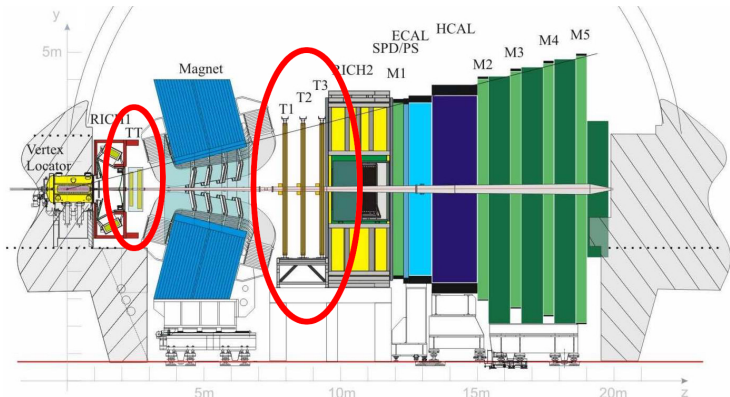 y
5m
Magnet
RICH1
TT
Vertex
Locator
T1
T2
T3
RICH2
SPD/PS
ECAL
HCAL
M1
M2
M3
M4
M5
5m
10m
15m
20m
z